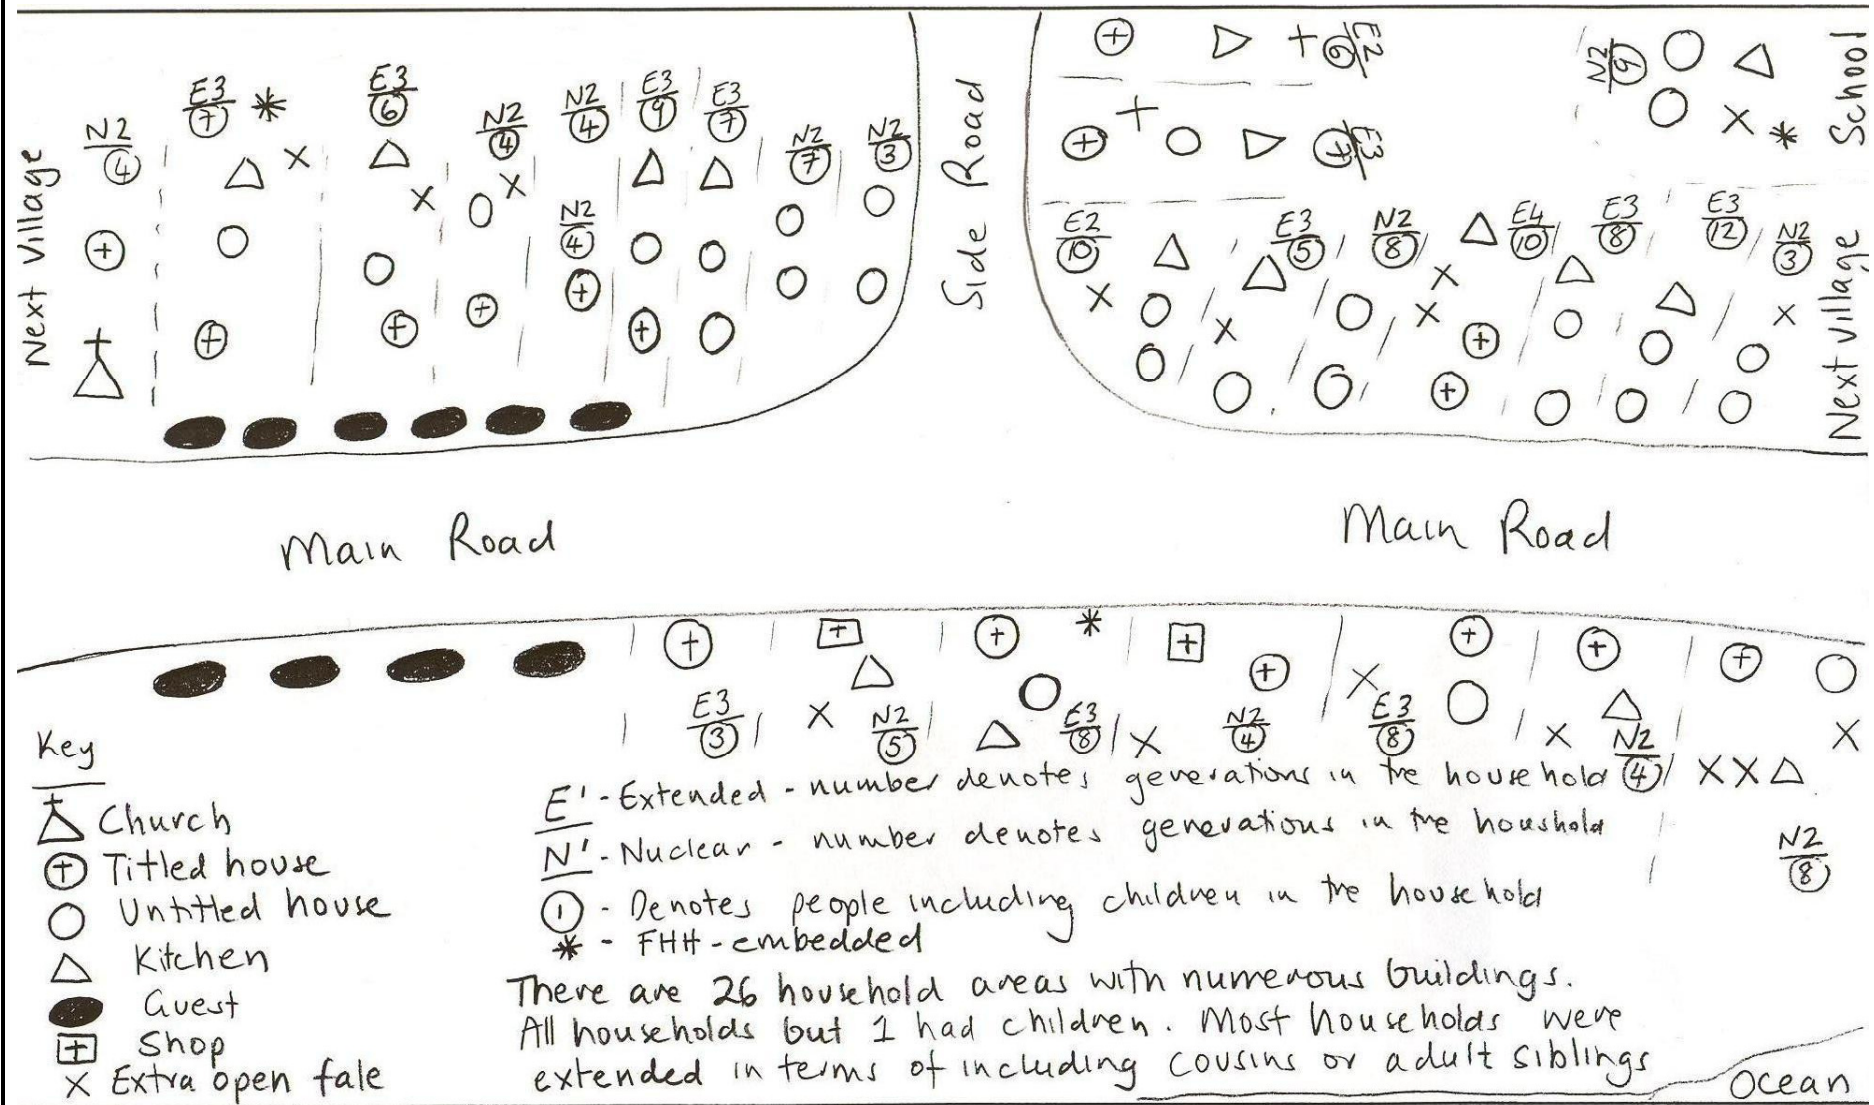 E3
7
E3
6
N2
4
N2
4
N2
4
E3
9
E3
7
N2
7
N2
3
N2
4
Next Village
Side Road
E2
6
E3
7
N2
9
School
E2
10
E3
5
N2
8
E4
10
E3
8
E3
12
N2
3
Next village
Main Road
Main Road
E3
3
N2
5
E3
8
N2
4
E3
8
N2
4
N2
8
Key
Church
Titled house
Untitled house
Kitchen
Guest
Shop
X Extra open fale
E' - Extended - number denotes generations in the household
N' - Nuclear - number denotes generations in the houshold
1 - Denotes people including children in the household
* - FHH - embedded
There are 26 household areas with numerous buildings.
All households but 1 had children. Most households were
extended in terms of including cousins or adult siblings
Ocean